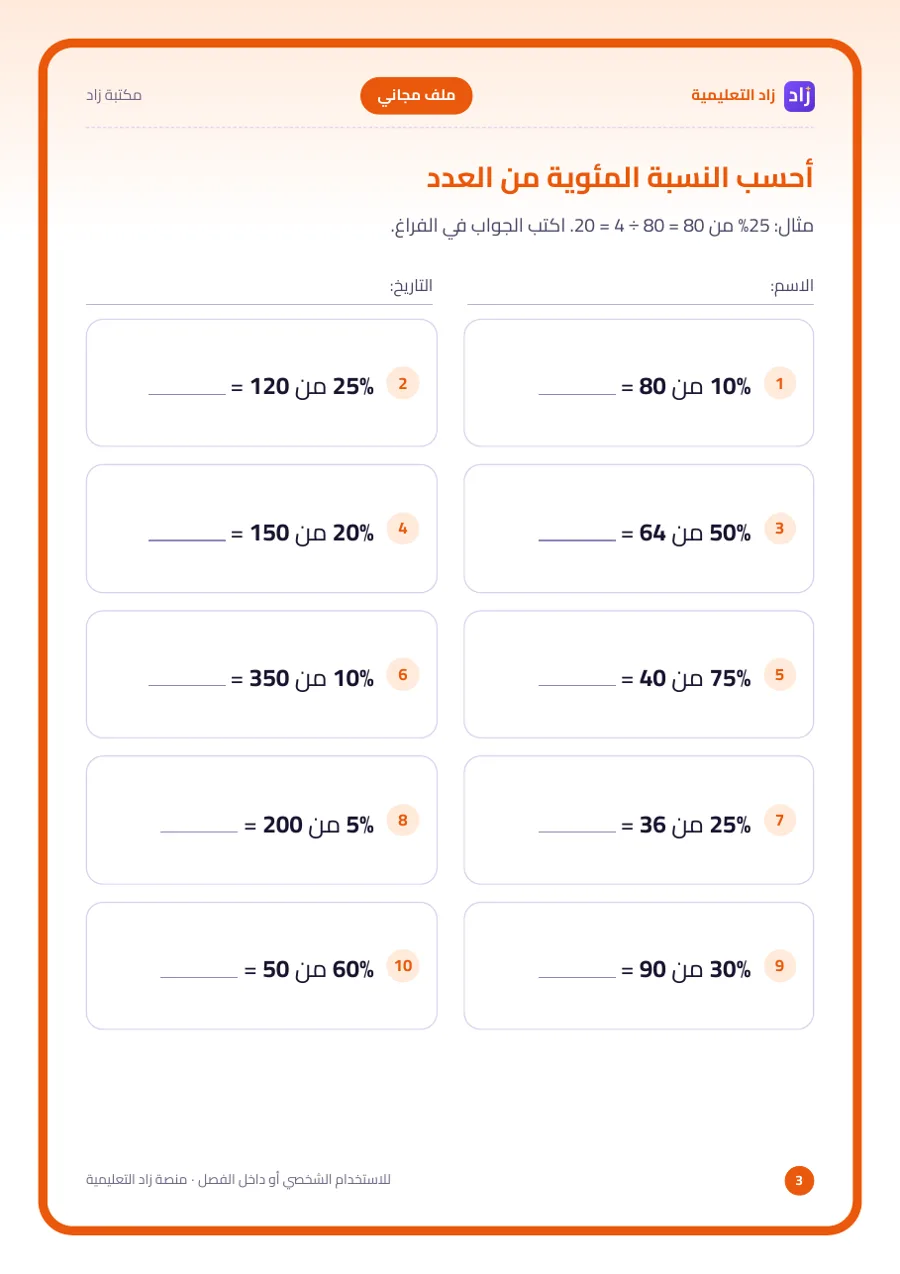 زاد زاد التعليمية
ملف مجاني
مكتبة زاد
أحسب النسبة المئوية من العدد
مثال: 25% من 80 = 80 ÷ 4 = 20. اكتب الجواب في الفراغ.
الاسم:
التاريخ:
1 10% من 80 = ______
2 25% من 120 = ______
3 50% من 64 = ______
4 20% من 150 = ______
5 75% من 40 = ______
6 10% من 350 = ______
7 25% من 36 = ______
8 5% من 200 = ______
9 30% من 90 = ______
10 60% من 50 = ______
3
للاستخدام الشخصي أو داخل الفصل · منصة زاد التعليمية